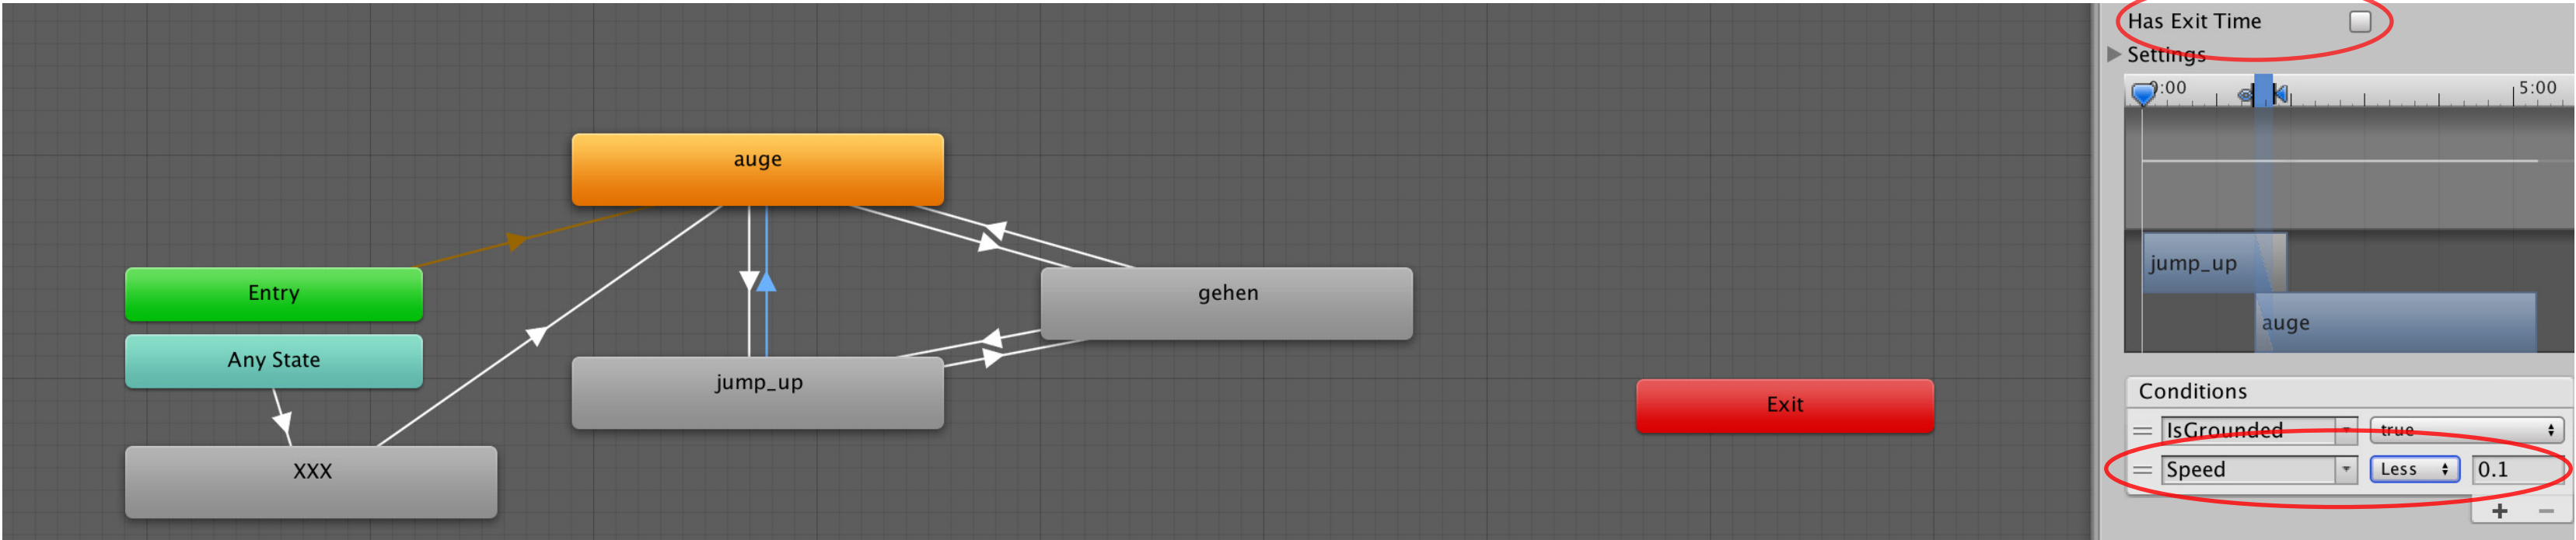 auge
Entry
Any State
XXX
jump_up
gehen
Exit
Has Exit Time
Settings
0:00 5:00
jump_up
auge
Conditions
IsGrounded true
Speed Less 0.1
+ −